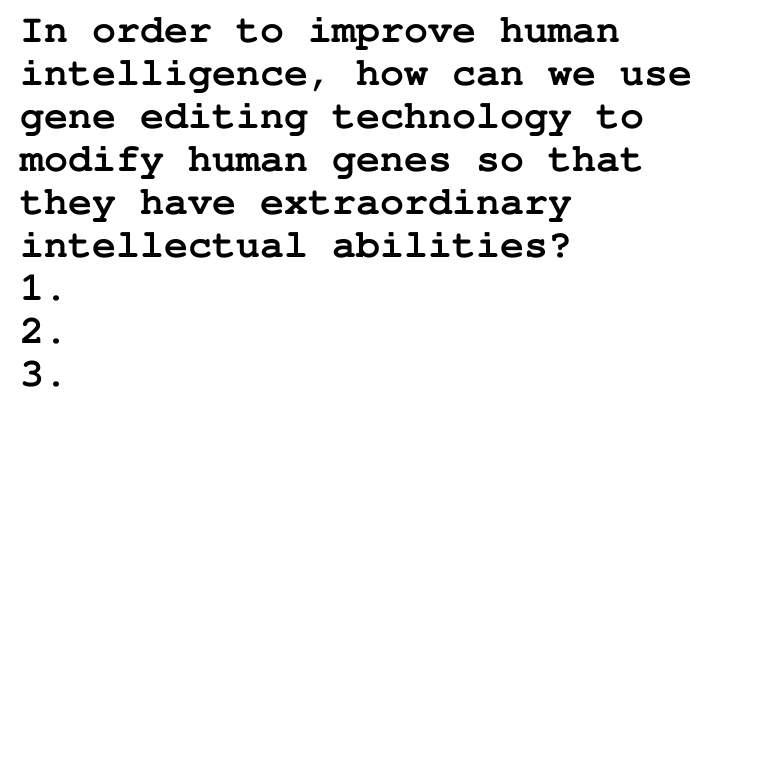 In order to improve human
intelligence, how can we use
gene editing technology to
modify human genes so that
they have extraordinary
intellectual abilities?
1.
2.
3.